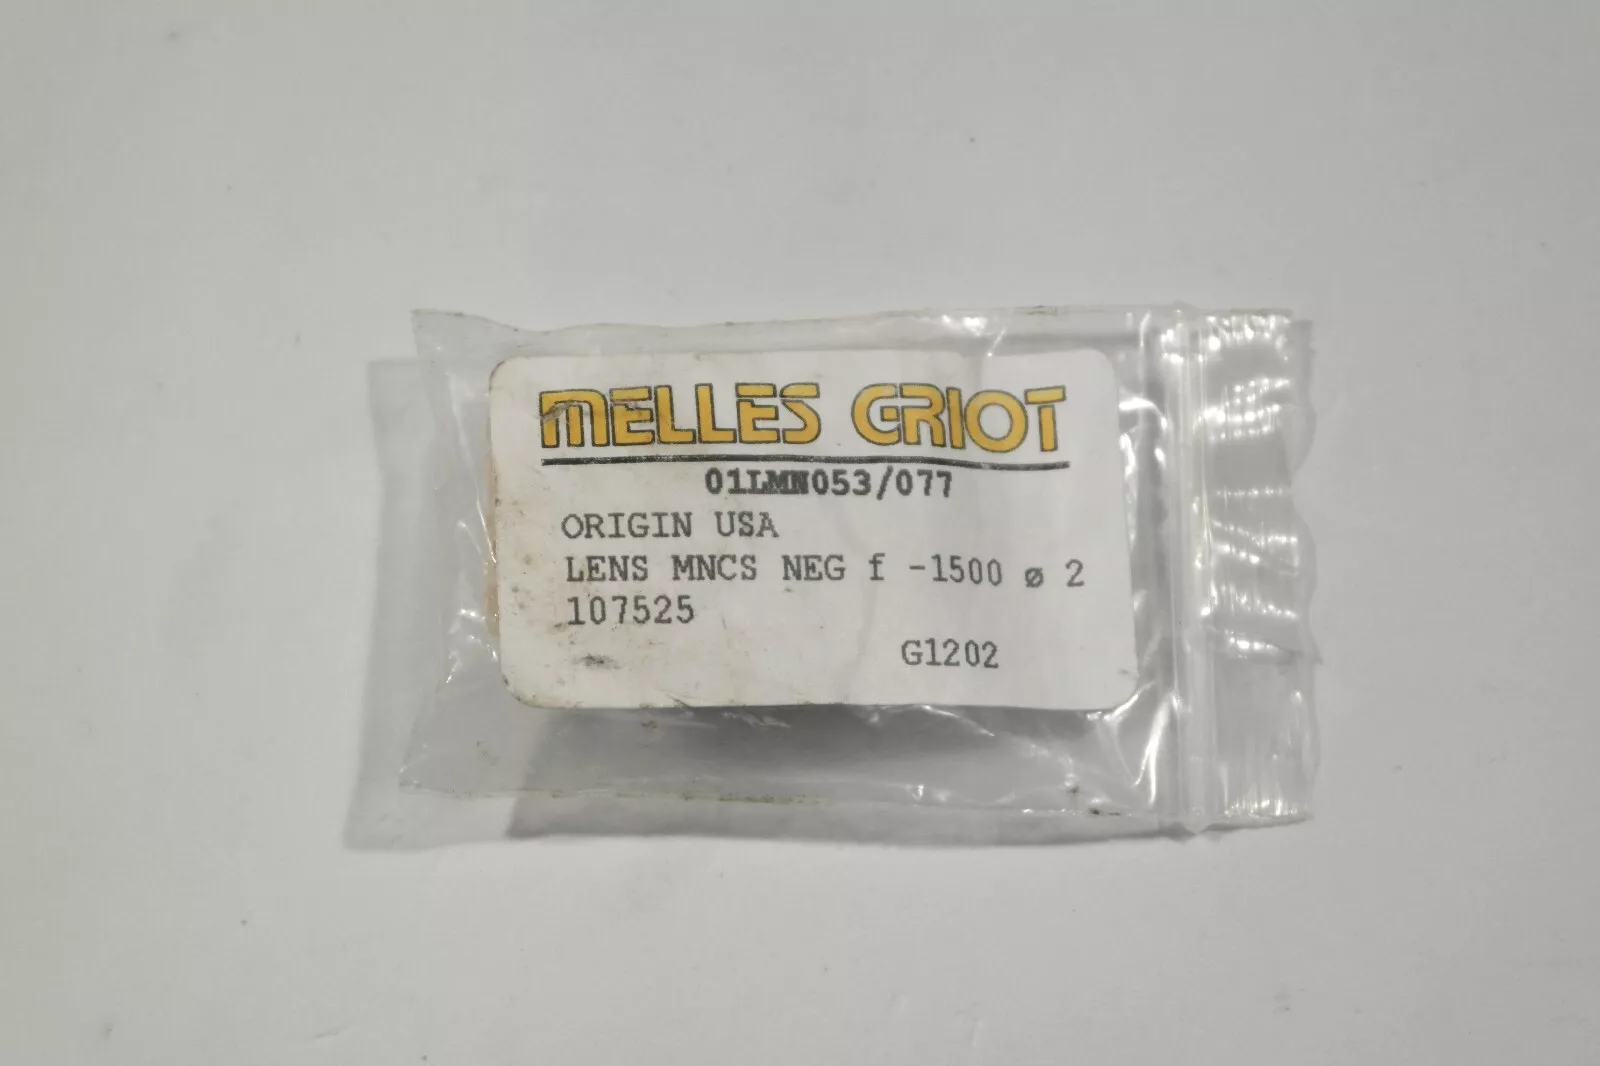 MELLES GRIOT
01LMN053/077
ORIGIN USA
LENS MNCS NEG f -1500 ø 2
107525
G1202